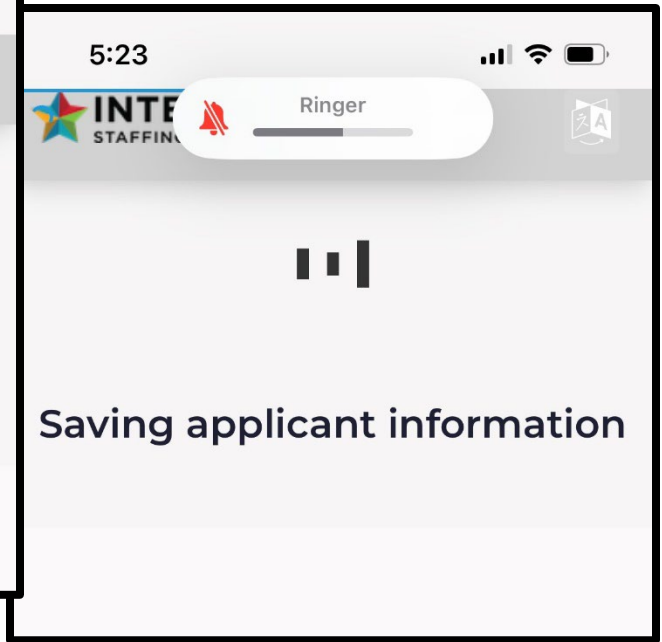 5:23
Ringer
INTE
STAFFIN
A
Saving applicant information